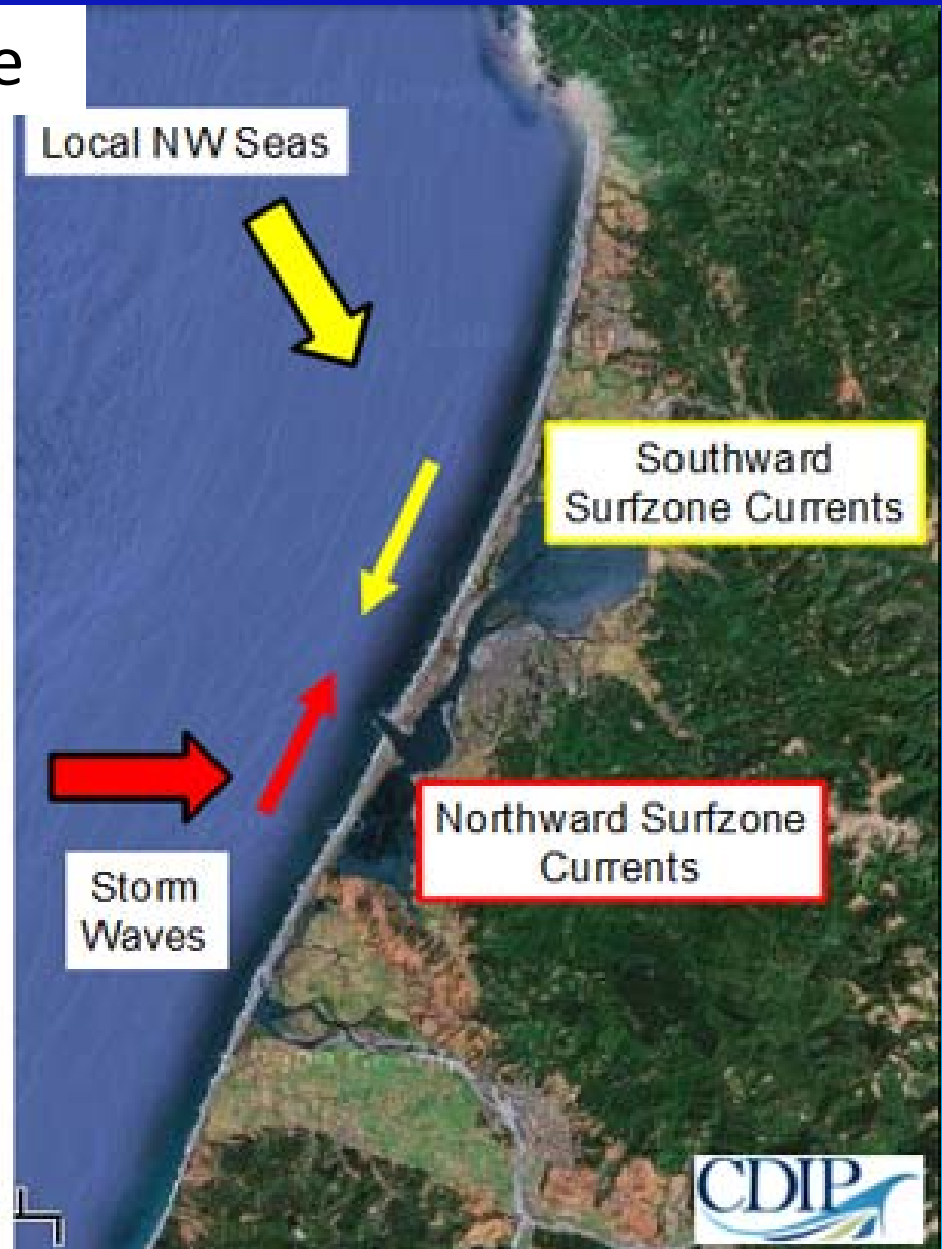 e
Local NW Seas
Southward
Surfzone Currents
Northward Surfzone
Currents
Storm
Waves
CDIP